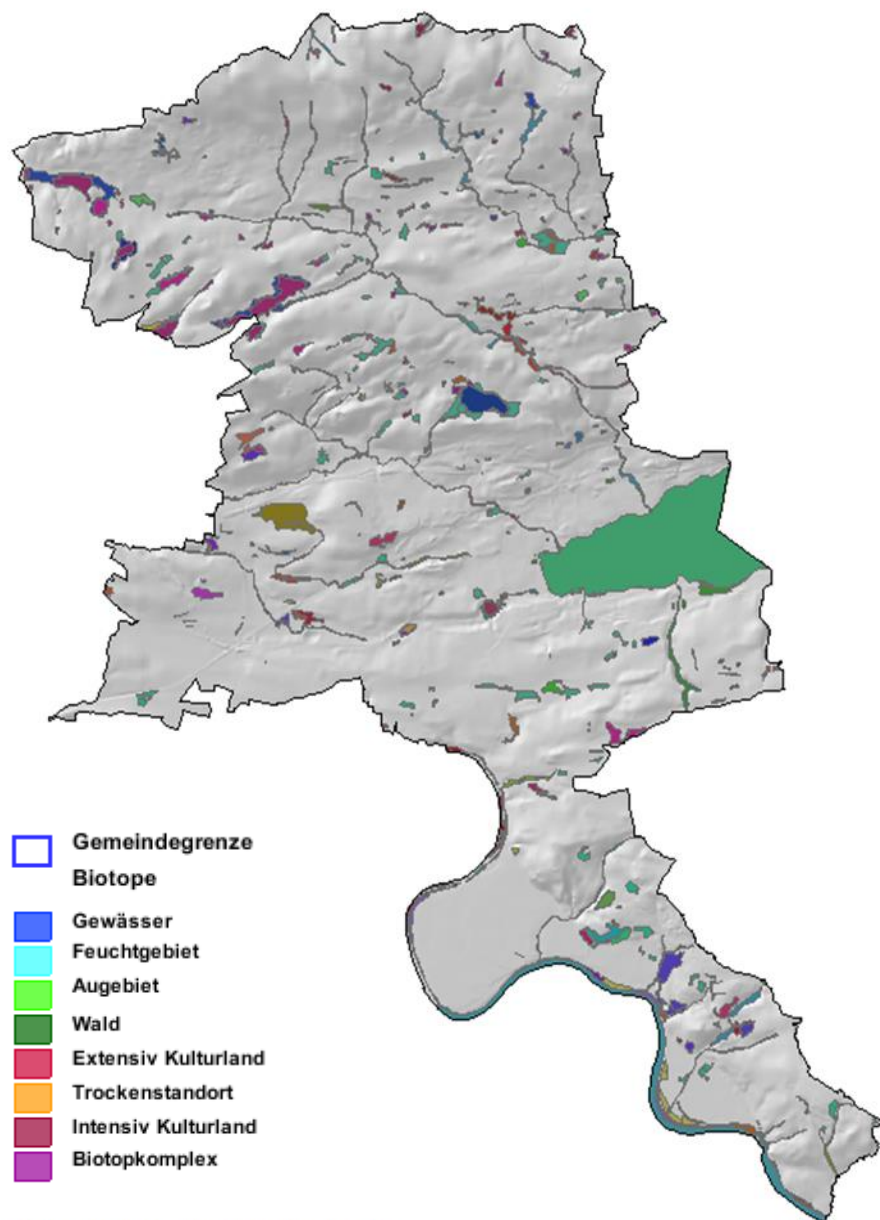 Gemeindegrenze
Biotope
Gewässer
Feuchtgebiet
Augebiet
Wald
Extensiv Kulturland
Trockenstandort
Intensiv Kulturland
Biotopkomplex